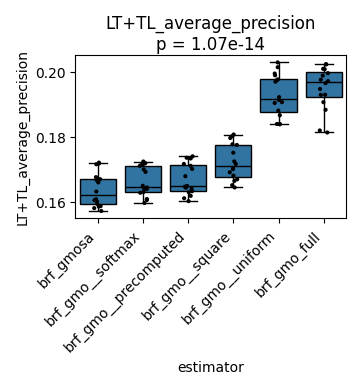 LT+TL_average_precision
p = 1.07e-14
LT+TL_average_precision
0.20
0.18
0.16
brf_gmosa
brf_gmo__softmax
brf_gmo__precomputed
brf_gmo__square
brf_gmo__uniform
brf_gmo_full
estimator